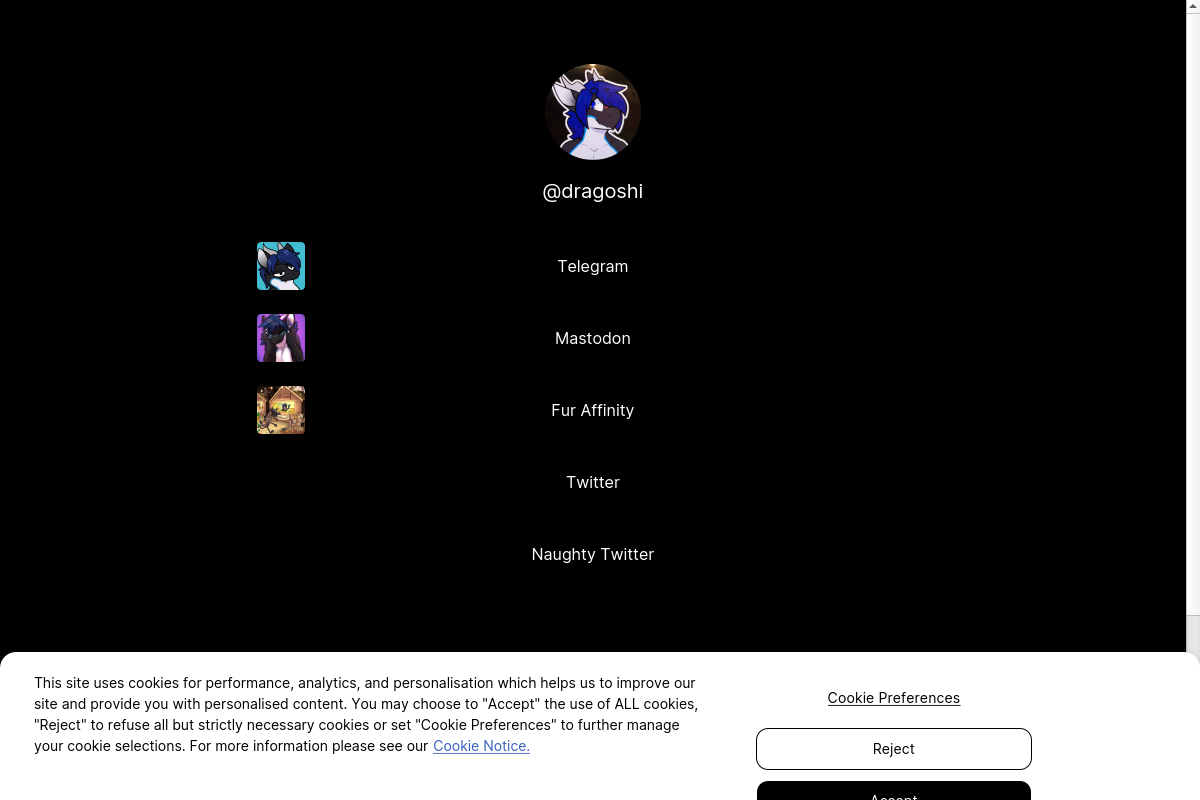 @dragoshi
Telegram
Mastodon
Fur Affinity
Twitter
Naughty Twitter
This site uses cookies for performance, analytics, and personalisation which helps us to improve our
site and provide you with personalised content. You may choose to "Accept" the use of ALL cookies,
"Reject" to refuse all but strictly necessary cookies or set "Cookie Preferences" to further manage
your cookie selections. For more information please see our Cookie Notice.
Cookie Preferences
Reject
Accept